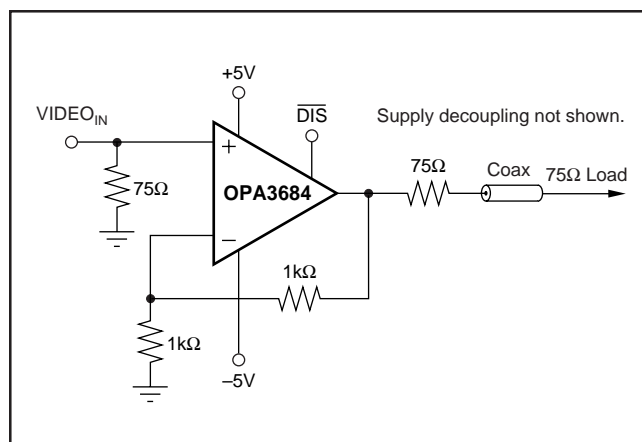 +5V
VIDEO_IN
DIS
Supply decoupling not shown.
+
75Ω
75Ω
Coax
75Ω Load
OPA3684
–
1kΩ
1kΩ
–5V